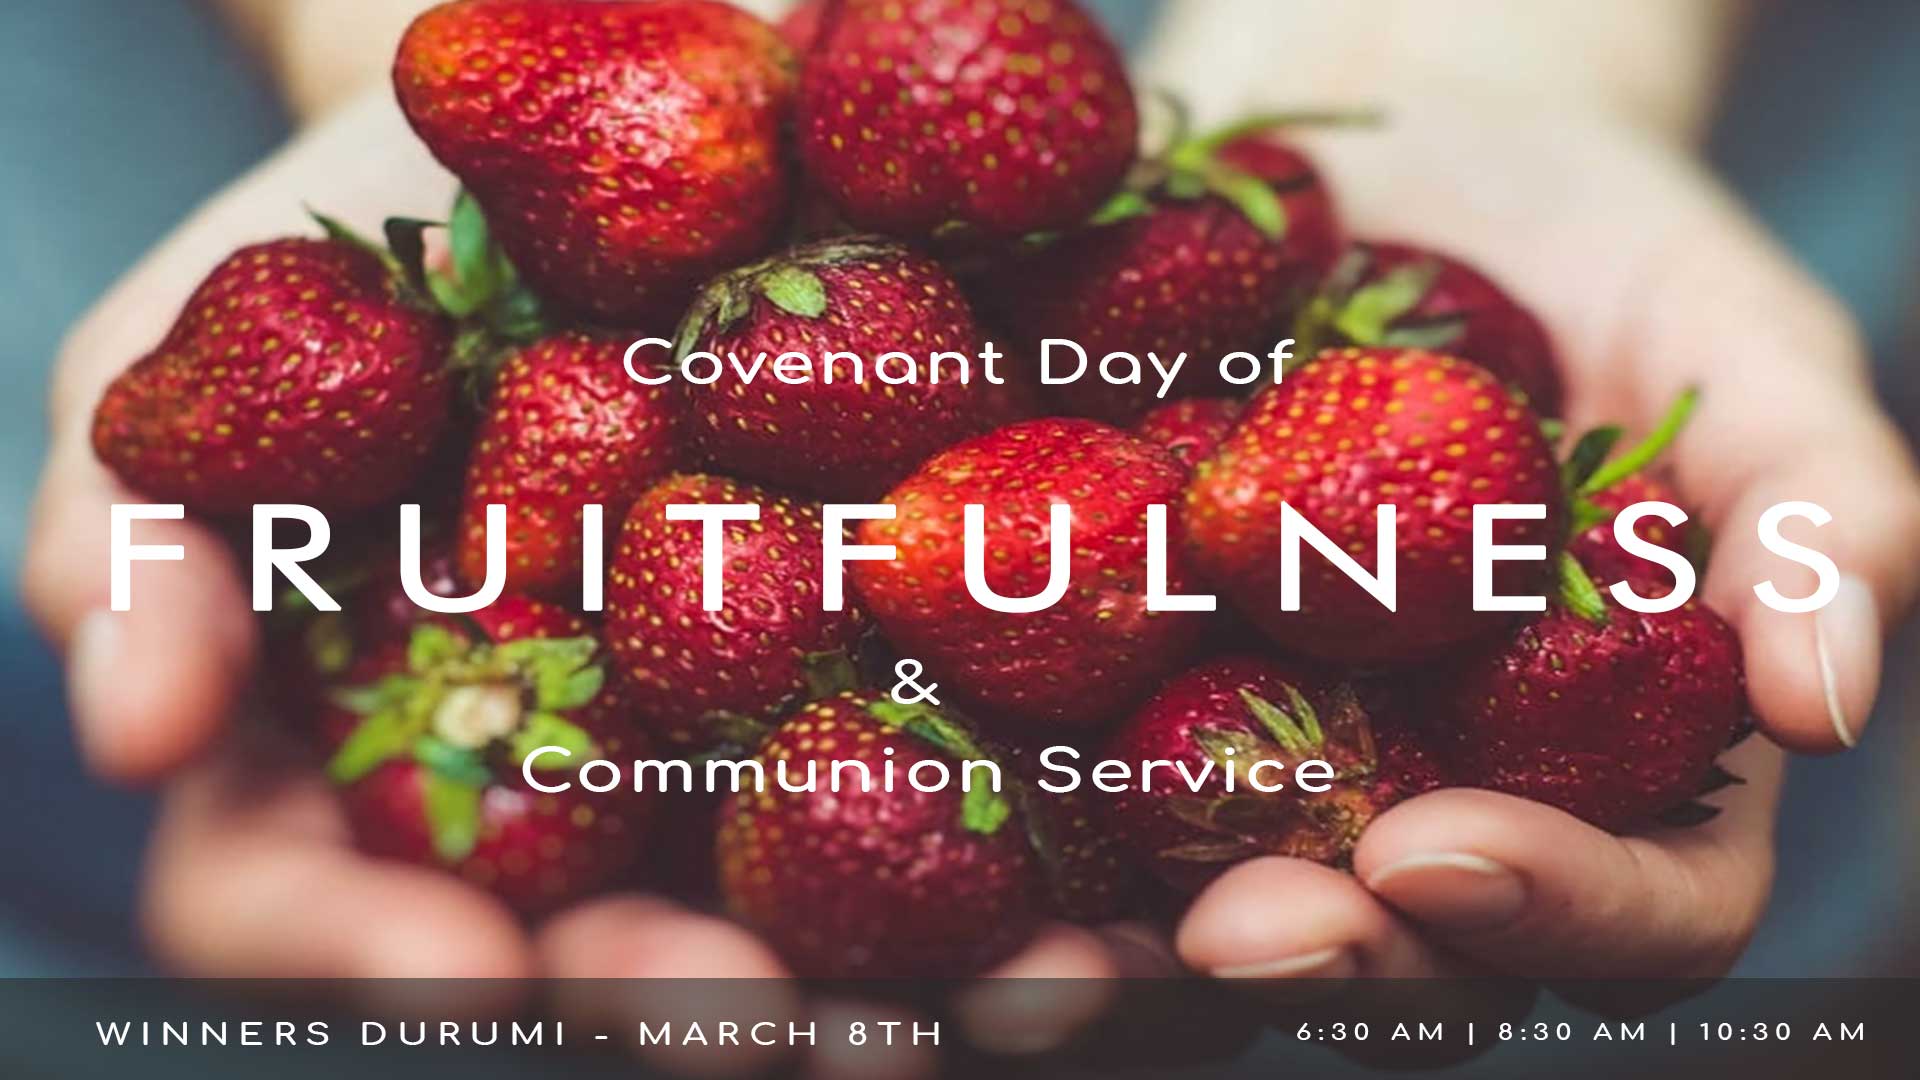 Covenant Day of
FRUITFULNESS
&
Communion Service
WINNERS DURUMI - MARCH 8TH
6:30 AM | 8:30 AM | 10:30 AM